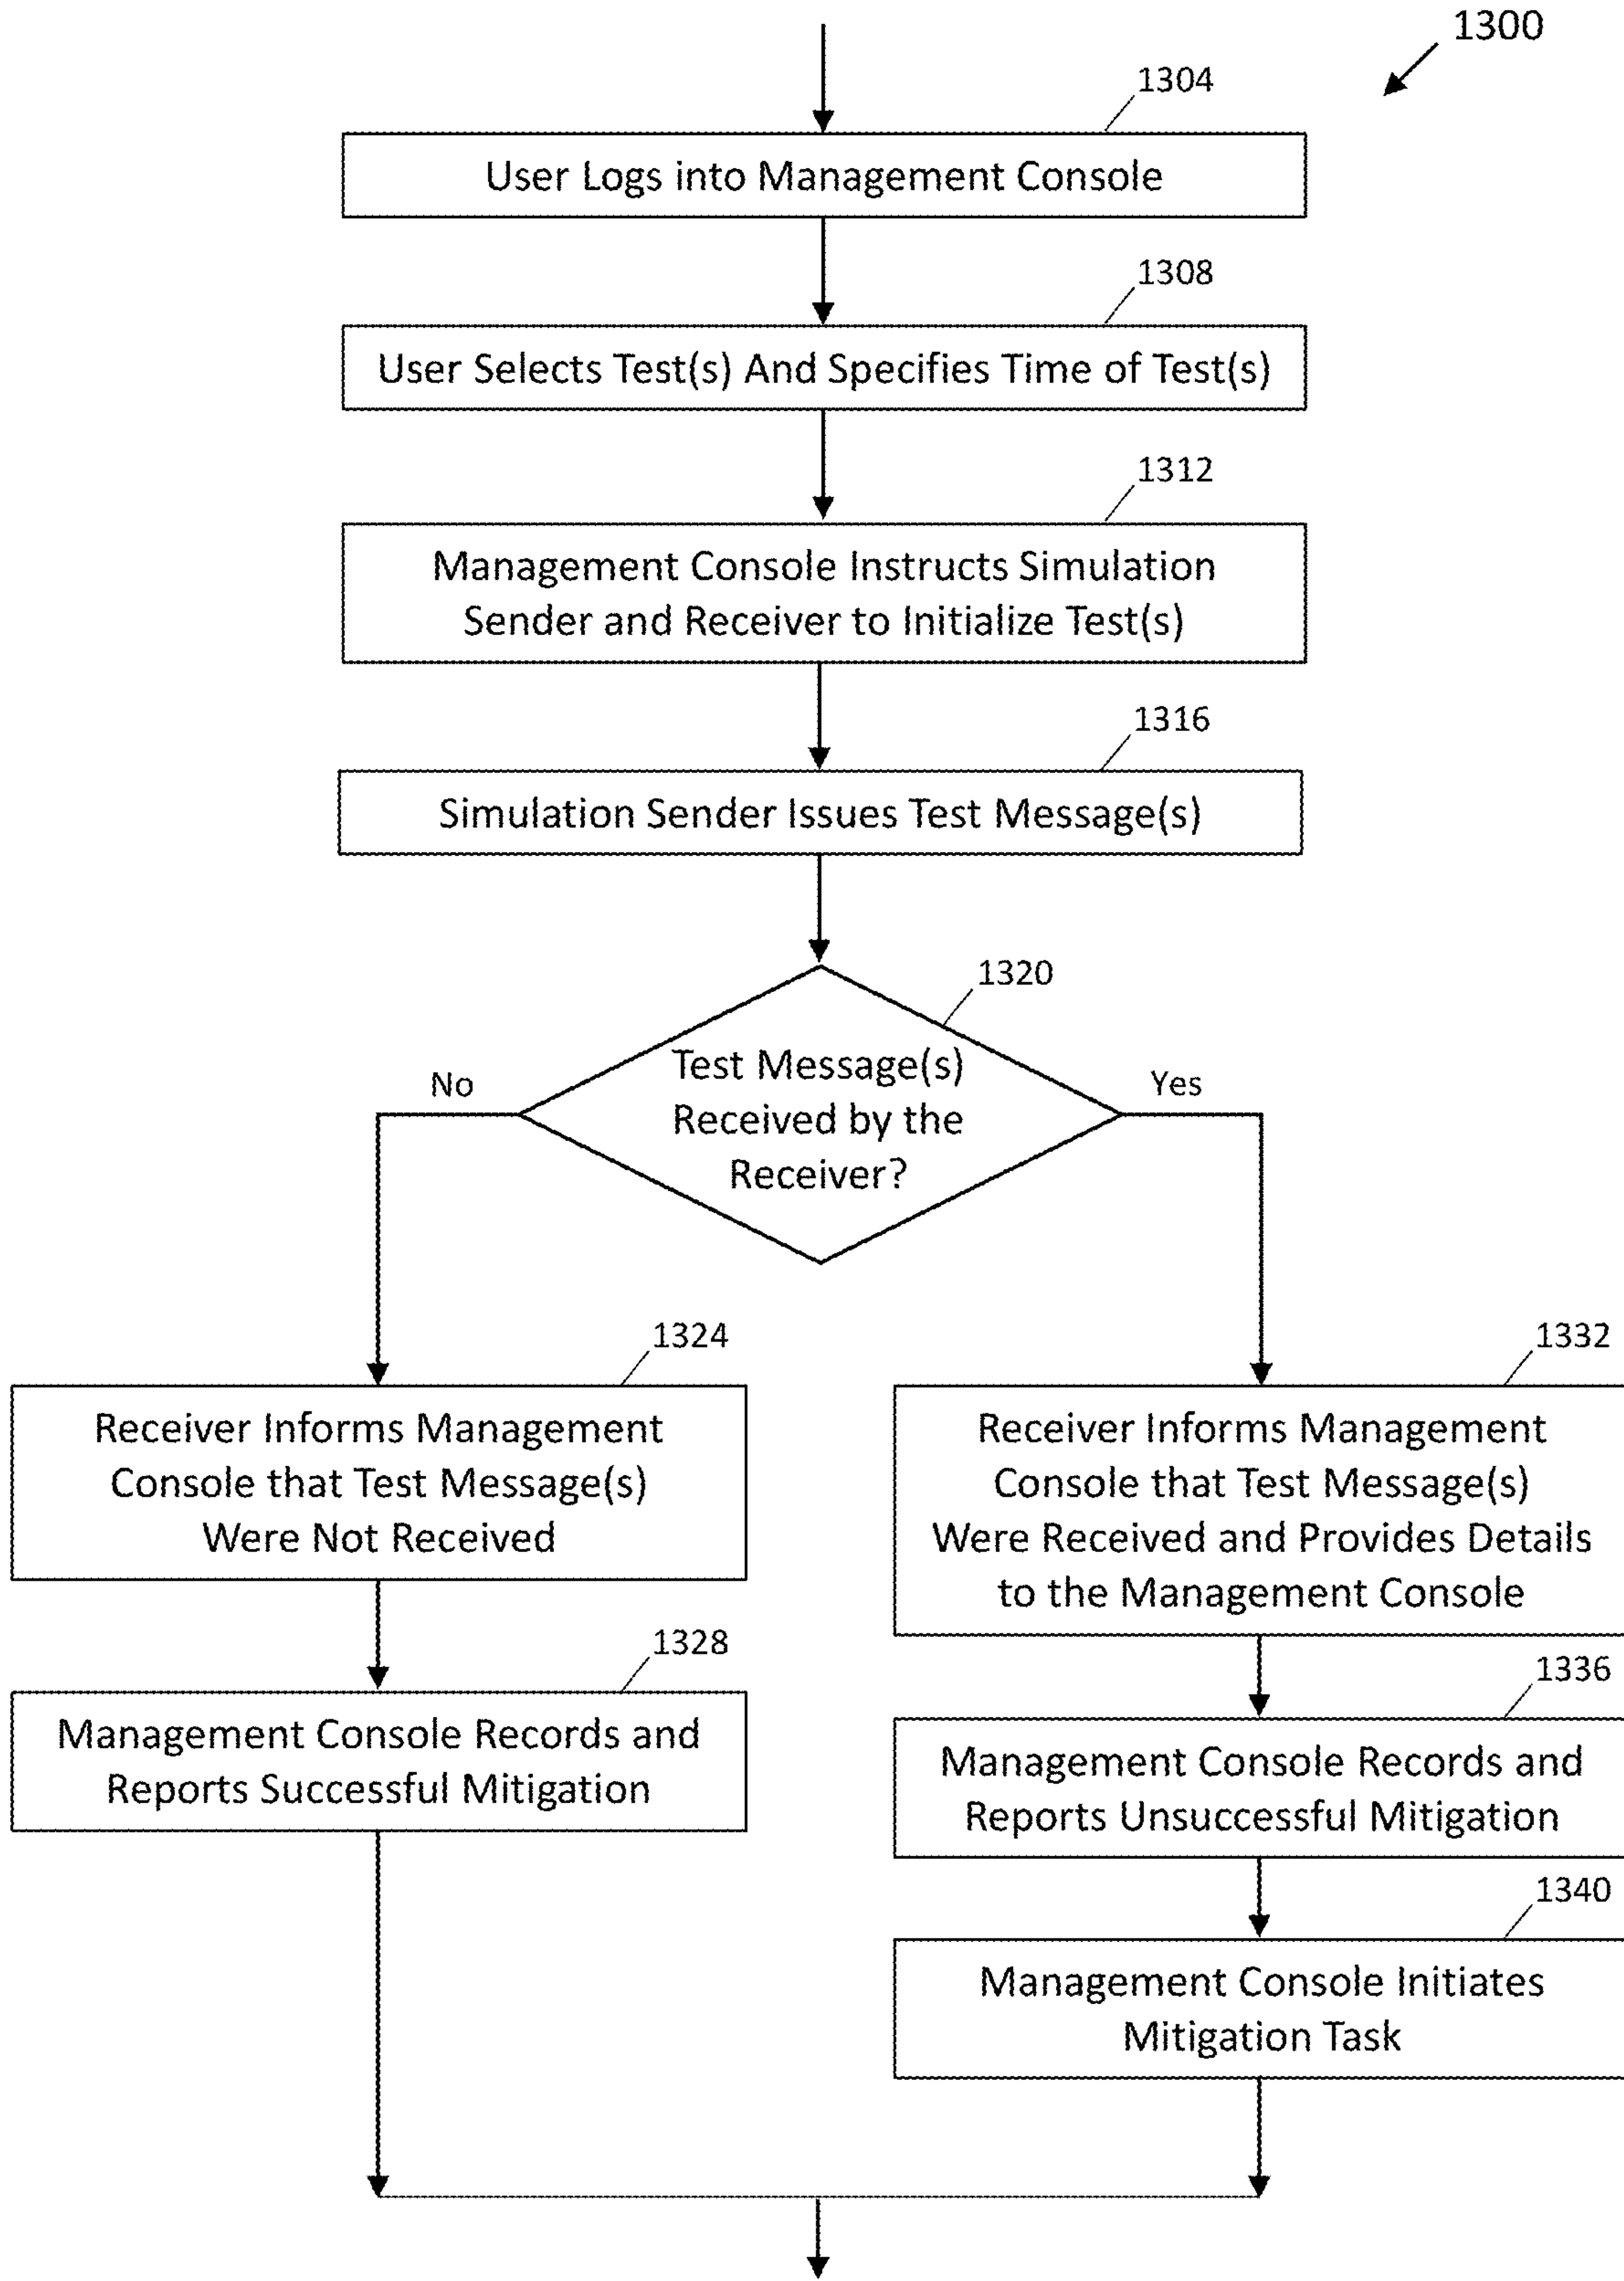 1300
1304
User Logs into Management Console
1308
User Selects Test(s) And Specifies Time of Test(s)
1312
Management Console Instructs Simulation
Sender and Receiver to Initialize Test(s)
1316
Simulation Sender Issues Test Message(s)
1320
Test Message(s)
Received by the
Receiver?
No
Yes
1324
Receiver Informs Management
Console that Test Message(s)
Were Not Received
1328
Management Console Records and
Reports Successful Mitigation
1332
Receiver Informs Management
Console that Test Message(s)
Were Received and Provides Details
to the Management Console
1336
Management Console Records and
Reports Unsuccessful Mitigation
1340
Management Console Initiates
Mitigation Task